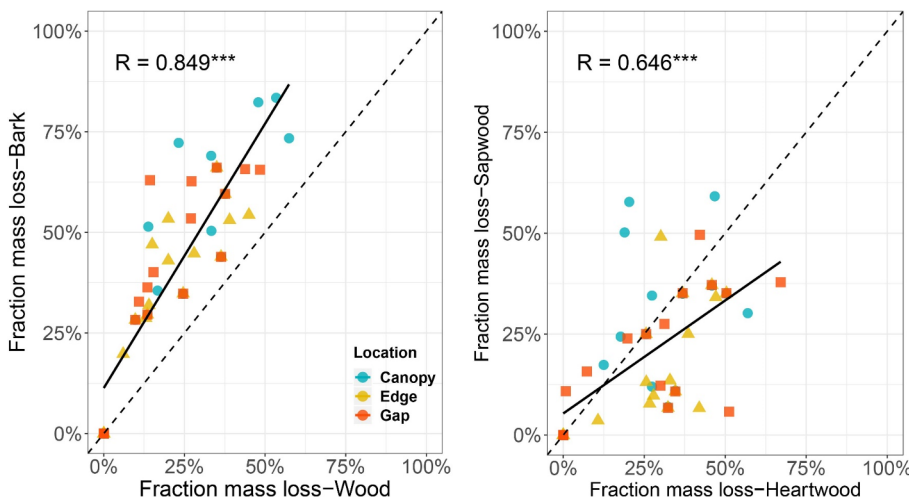 Fraction mass loss−Bark
100%
75%
50%
25%
0%
R = 0.849***
Location
Canopy
Edge
Gap
0% 25% 50% 75% 100%
Fraction mass loss−Wood
Fraction mass loss−Sapwood
100%
75%
50%
25%
0%
R = 0.646***
0% 25% 50% 75% 100%
Fraction mass loss−Heartwood